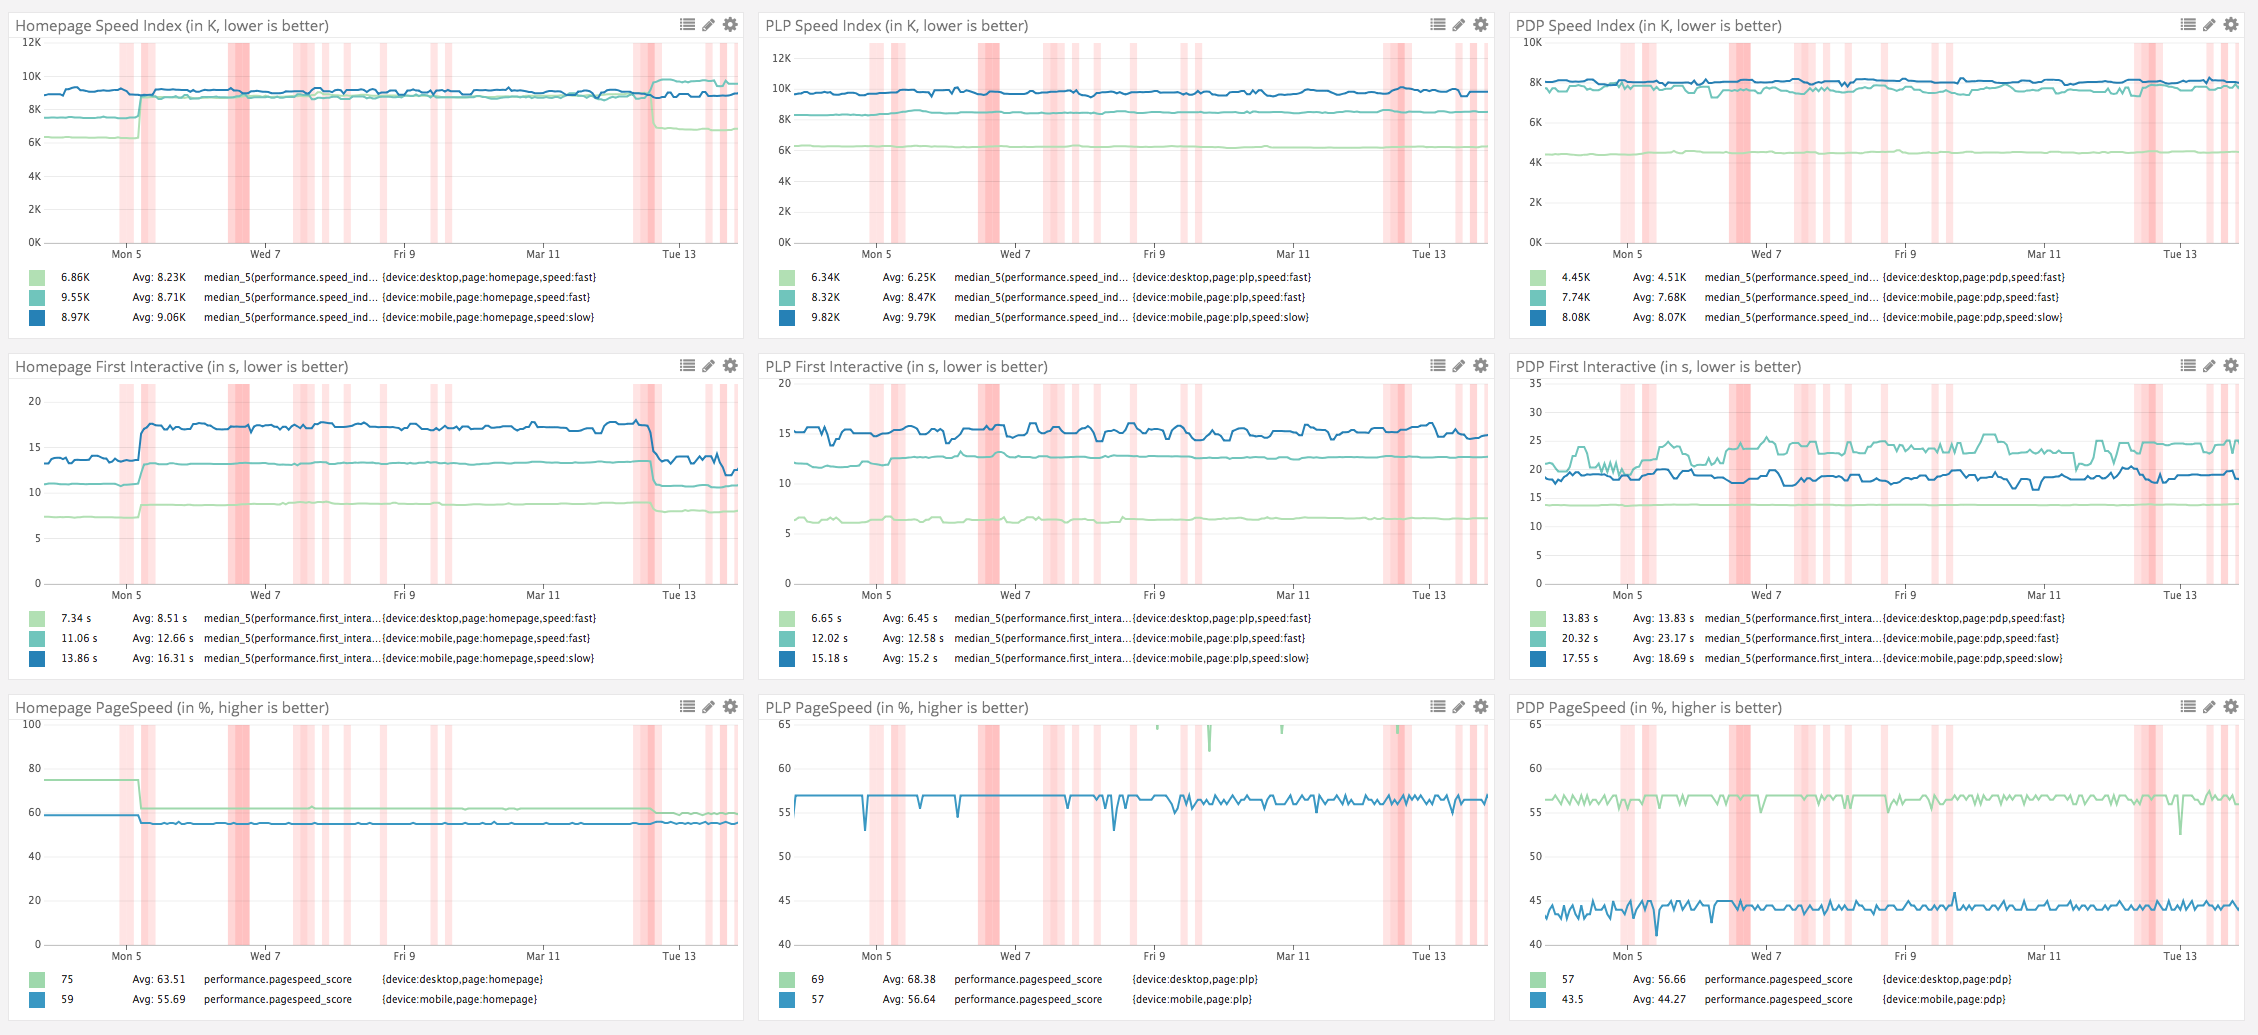 Homepage Speed Index (in K, lower is better)
12K
10K
8K
6K
4K
2K
0K
Mon 5 Wed 7 Fri 9 Mar 11 Tue 13
6.86K Avg: 8.23K median_5(performance.speed_ind... {device:desktop,page:homepage,speed:fast}
9.55K Avg: 8.71K median_5(performance.speed_ind... {device:mobile,page:homepage,speed:fast}
8.97K Avg: 9.06K median_5(performance.speed_ind... {device:mobile,page:homepage,speed:slow}
PLP Speed Index (in K, lower is better)
12K
10K
8K
6K
4K
2K
0K
Mon 5 Wed 7 Fri 9 Mar 11 Tue 13
6.34K Avg: 6.25K median_5(performance.speed_ind... {device:desktop,page:plp,speed:fast}
8.32K Avg: 8.47K median_5(performance.speed_ind... {device:mobile,page:plp,speed:fast}
9.82K Avg: 9.79K median_5(performance.speed_ind... {device:mobile,page:plp,speed:slow}
PDP Speed Index (in K, lower is better)
10K
8K
6K
4K
2K
0K
Mon 5 Wed 7 Fri 9 Mar 11 Tue 13
4.45K Avg: 4.51K median_5(performance.speed_ind... {device:desktop,page:pdp,speed:fast}
7.74K Avg: 7.68K median_5(performance.speed_ind... {device:mobile,page:pdp,speed:fast}
8.08K Avg: 8.07K median_5(performance.speed_ind... {device:mobile,page:pdp,speed:slow}
Homepage First Interactive (in s, lower is better)
20
15
10
5
0
Mon 5 Wed 7 Fri 9 Mar 11 Tue 13
7.34 s Avg: 8.51 s median_5(performance.first_intera... {device:desktop,page:homepage,speed:fast}
11.06 s Avg: 12.66 s median_5(performance.first_intera... {device:mobile,page:homepage,speed:fast}
13.86 s Avg: 16.31 s median_5(performance.first_intera... {device:mobile,page:homepage,speed:slow}
PLP First Interactive (in s, lower is better)
20
15
10
5
0
Mon 5 Wed 7 Fri 9 Mar 11 Tue 13
6.65 s Avg: 6.45 s median_5(performance.first_intera... {device:desktop,page:plp,speed:fast}
12.02 s Avg: 12.58 s median_5(performance.first_intera... {device:mobile,page:plp,speed:fast}
15.18 s Avg: 15.2 s median_5(performance.first_intera... {device:mobile,page:plp,speed:slow}
PDP First Interactive (in s, lower is better)
35
30
25
20
15
10
5
0
Mon 5 Wed 7 Fri 9 Mar 11 Tue 13
13.83 s Avg: 13.83 s median_5(performance.first_intera... {device:desktop,page:pdp,speed:fast}
20.32 s Avg: 23.17 s median_5(performance.first_intera... {device:mobile,page:pdp,speed:fast}
17.55 s Avg: 18.69 s median_5(performance.first_intera... {device:mobile,page:pdp,speed:slow}
Homepage PageSpeed (in %, higher is better)
100
80
60
40
20
0
Mon 5 Wed 7 Fri 9 Mar 11 Tue 13
75 Avg: 63.51 performance.pagespeed_score {device:desktop,page:homepage}
59 Avg: 55.69 performance.pagespeed_score {device:mobile,page:homepage}
PLP PageSpeed (in %, higher is better)
65
60
55
50
45
40
Mon 5 Wed 7 Fri 9 Mar 11 Tue 13
69 Avg: 68.38 performance.pagespeed_score {device:desktop,page:plp}
57 Avg: 56.64 performance.pagespeed_score {device:mobile,page:plp}
PDP PageSpeed (in %, higher is better)
65
60
55
50
45
40
Mon 5 Wed 7 Fri 9 Mar 11 Tue 13
57 Avg: 56.66 performance.pagespeed_score {device:desktop,page:pdp}
43.5 Avg: 44.27 performance.pagespeed_score {device:mobile,page:pdp}